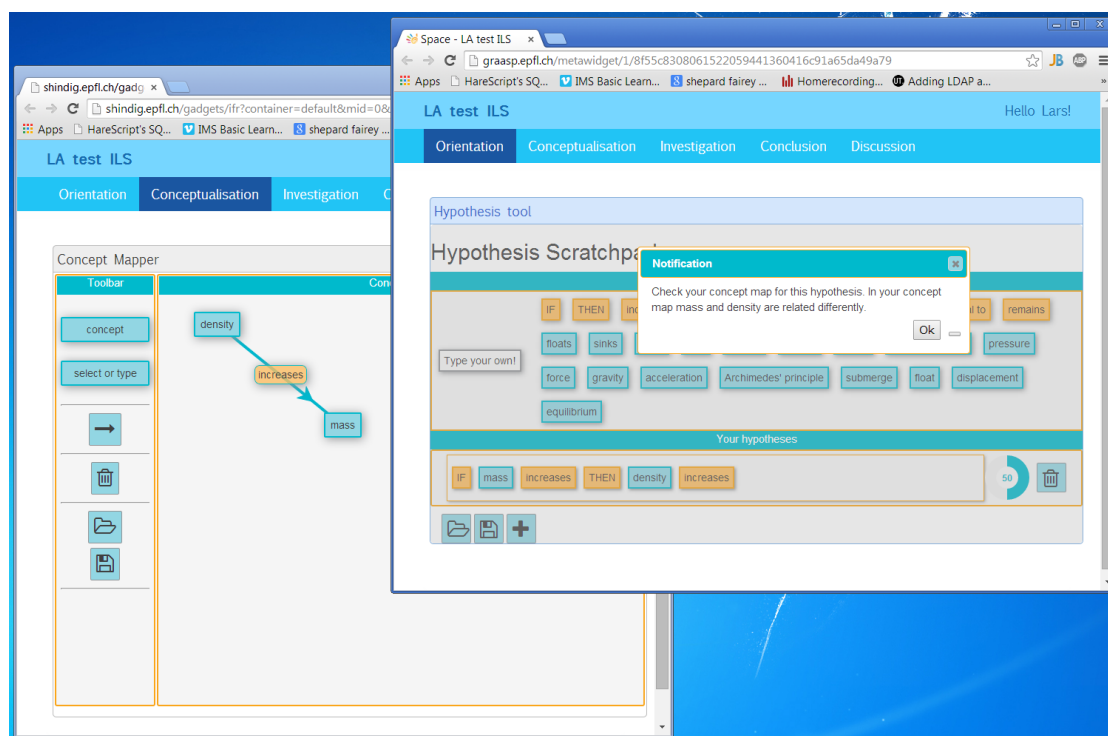 shindig.epfl.ch/gadg ×
shindig.epfl.ch/gadgets/ifr?container=default&mid=0&
Apps HareScript's SQ... IMS Basic Learn... shepard fairey ...
LA test ILS
Orientation Conceptualisation Investigation C
Concept Mapper
Toolbar Con
concept
select or type
density
increases
mass
Space - LA test ILS ×
graasp.epfl.ch/metawidget/1/8f55c8308061522059441360416c91a65da49a79
JB ABP
Apps HareScript's SQ... IMS Basic Learn... shepard fairey ... Homerecording... Adding LDAP a... »
LA test ILS Hello Lars!
Orientation Conceptualisation Investigation Conclusion Discussion
Hypothesis tool
Hypothesis Scratchpa
Notification
Check your concept map for this hypothesis. In your concept
map mass and density are related differently.
Ok
Type your own!
IF THEN inc l to remains
floats sinks pressure
force gravity acceleration Archimedes' principle submerge float displacement
equilibrium
Your hypotheses
IF mass increases THEN density increases 50